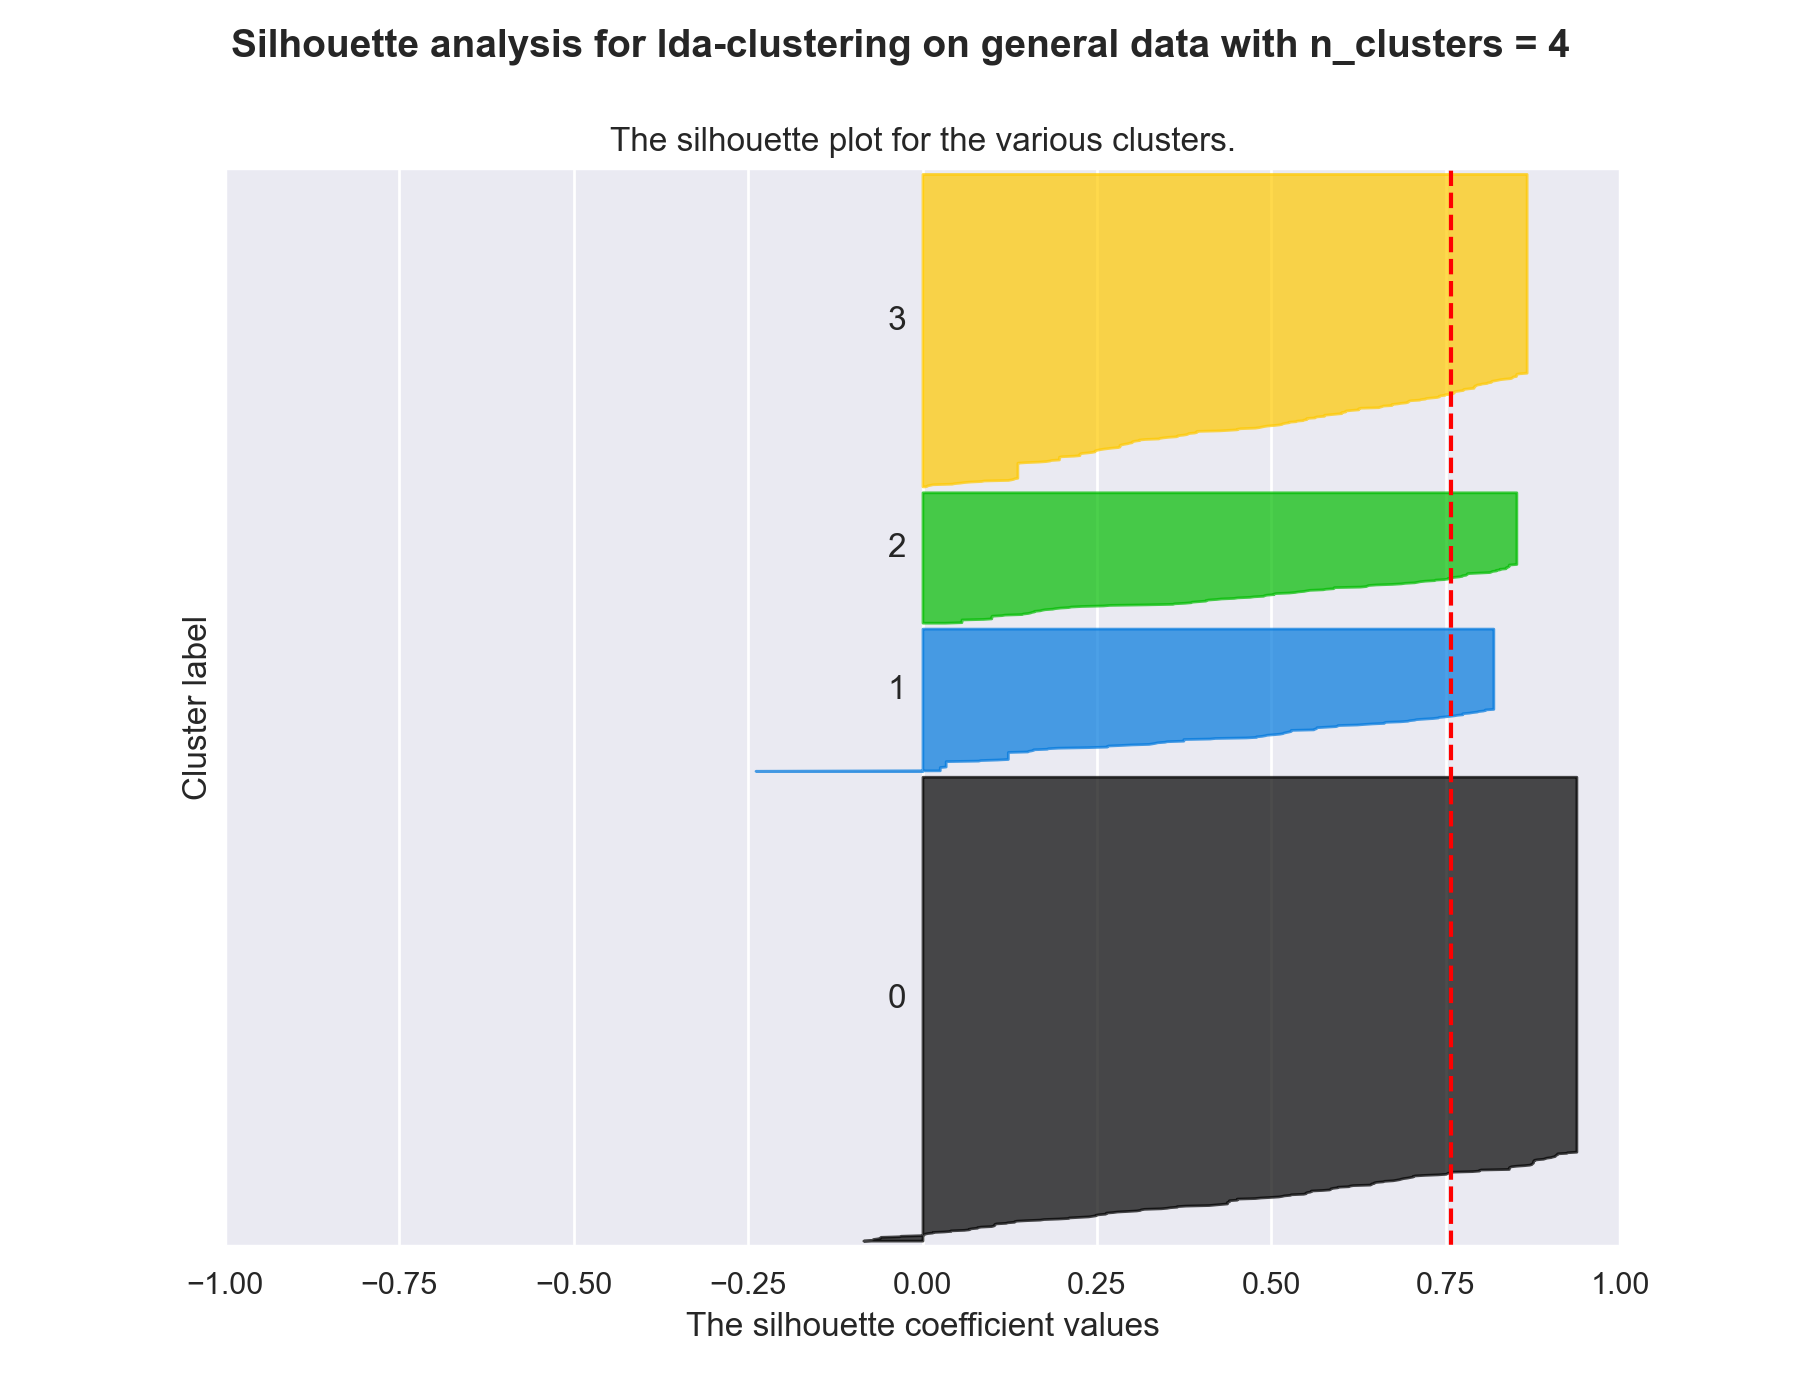 Silhouette analysis for lda-clustering on general data with n_clusters = 4
The silhouette plot for the various clusters.
3
2
1
0
Cluster label
−1.00 −0.75 −0.50 −0.25 0.00 0.25 0.50 0.75 1.00
The silhouette coefficient values